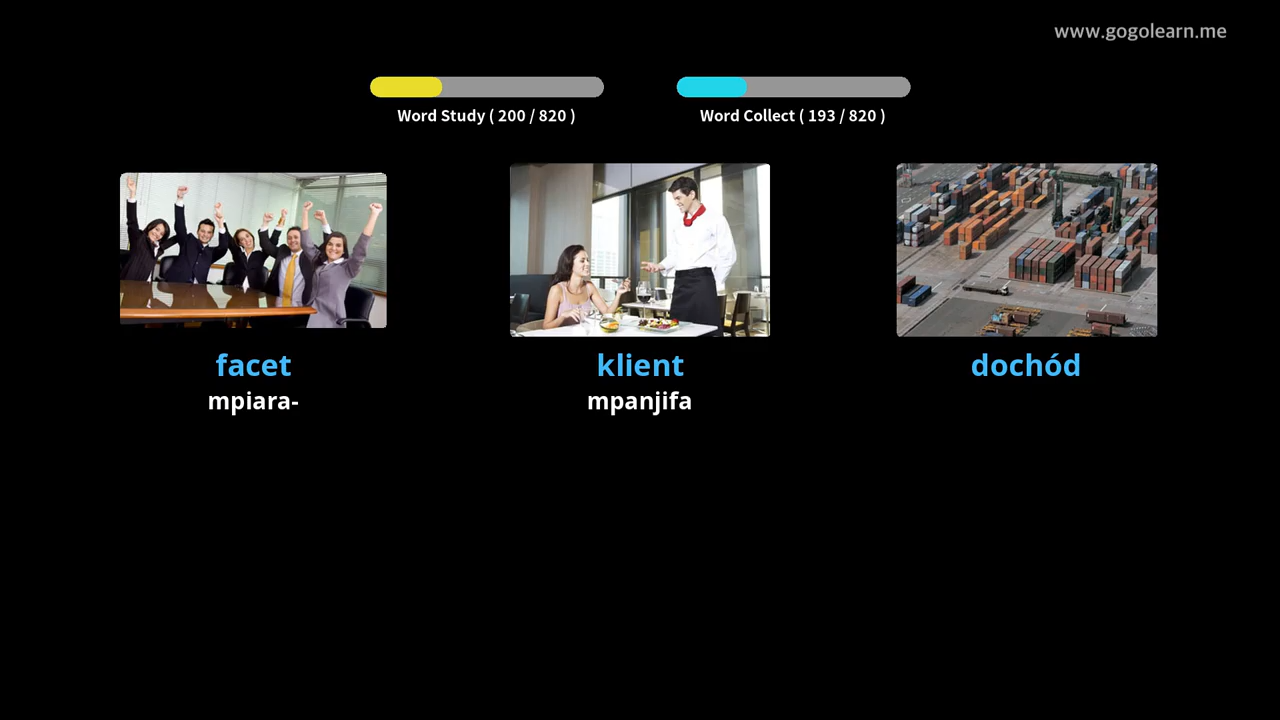 www.gogolearn.me
Word Study ( 200 / 820 )
Word Collect ( 193 / 820 )
facet
mpiara-
klient
mpanjifa
dochód